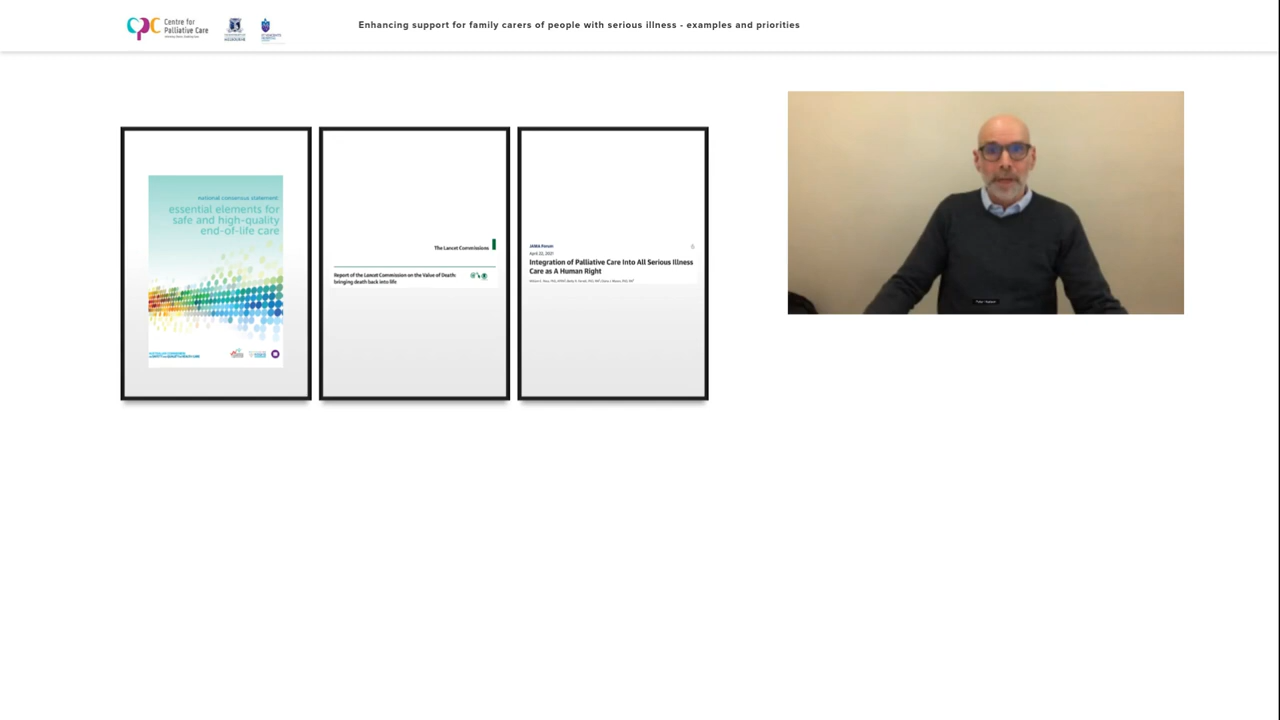 Centre for
Palliative Care
Enhancing support for family carers of people with serious illness - examples and priorities
national consensus statement:
essential elements for
safe and high-quality
end-of-life care
The Lancet Commissions
Report of the Lancet Commission on the Value of Death:
bringing death back into life
JAMA Forum
April 22, 2021
Integration of Palliative Care Into All Serious Illness
Care as A Human Right